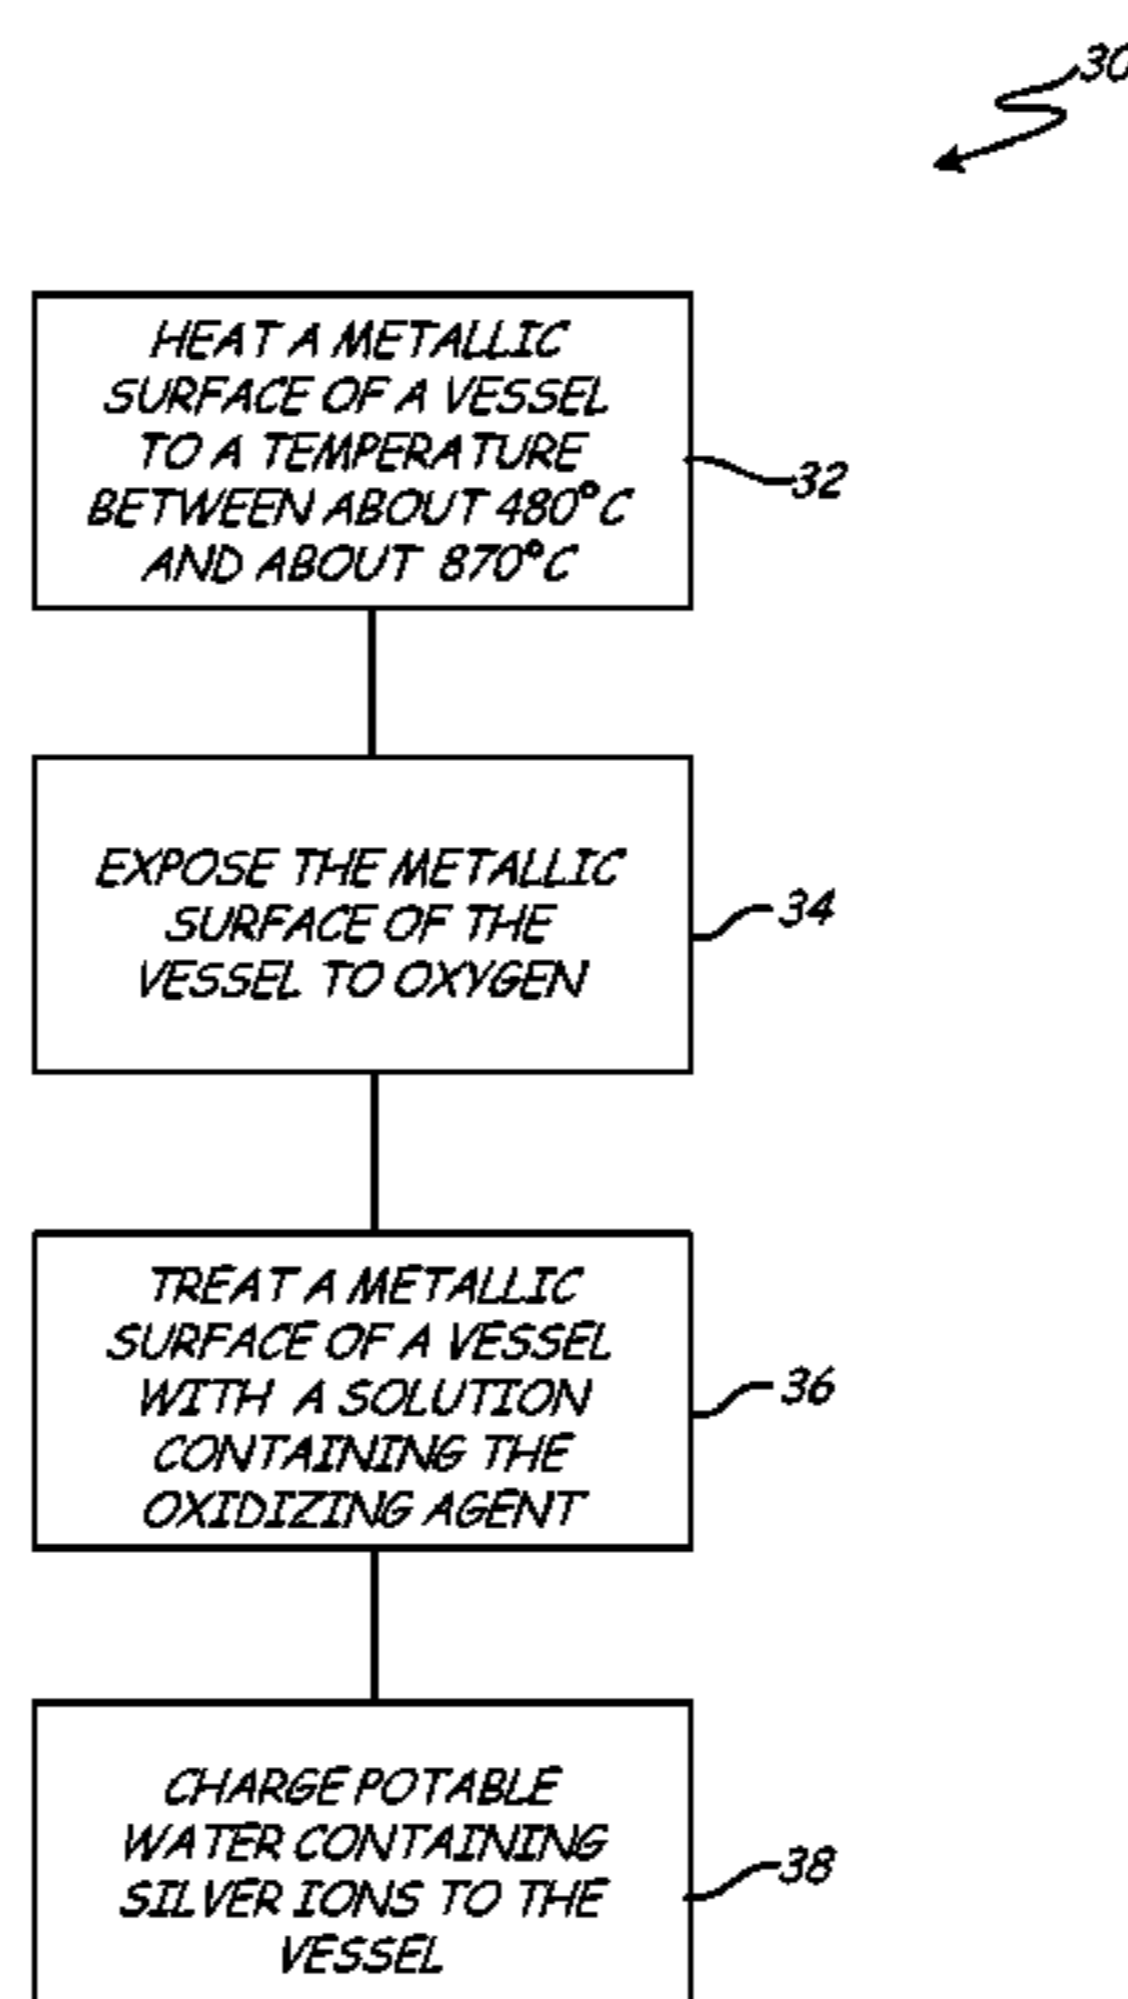 30
HEAT A METALLIC
SURFACE OF A VESSEL
TO A TEMPERATURE
BETWEEN ABOUT 480°C
AND ABOUT 870°C
32
EXPOSE THE METALLIC
SURFACE OF THE
VESSEL TO OXYGEN
34
TREAT A METALLIC
SURFACE OF A VESSEL
WITH A SOLUTION
CONTAINING THE
OXIDIZING AGENT
36
CHARGE POTABLE
WATER CONTAINING
SILVER IONS TO THE
VESSEL
38